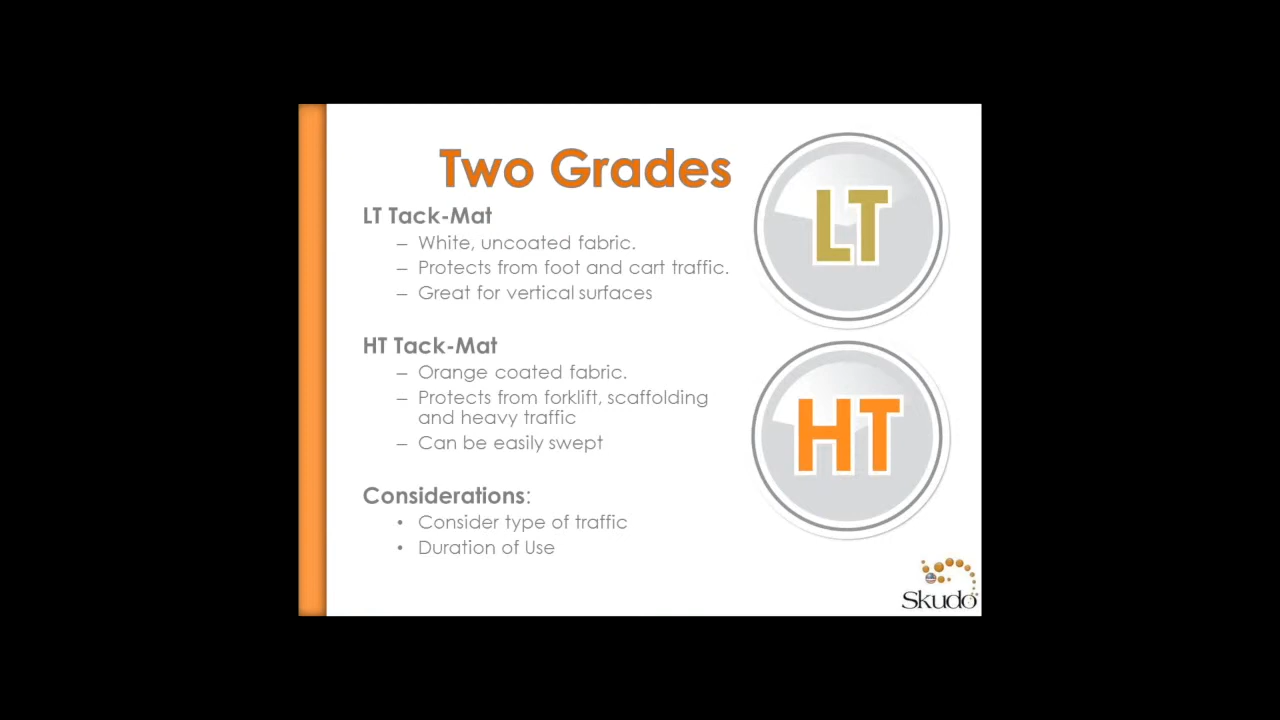 Two Grades
LT Tack-Mat
– White, uncoated fabric.
– Protects from foot and cart traffic.
– Great for vertical surfaces
HT Tack-Mat
– Orange coated fabric.
– Protects from forklift, scaffolding
and heavy traffic
– Can be easily swept
Considerations:
• Consider type of traffic
• Duration of Use
LT
HT
Skudo